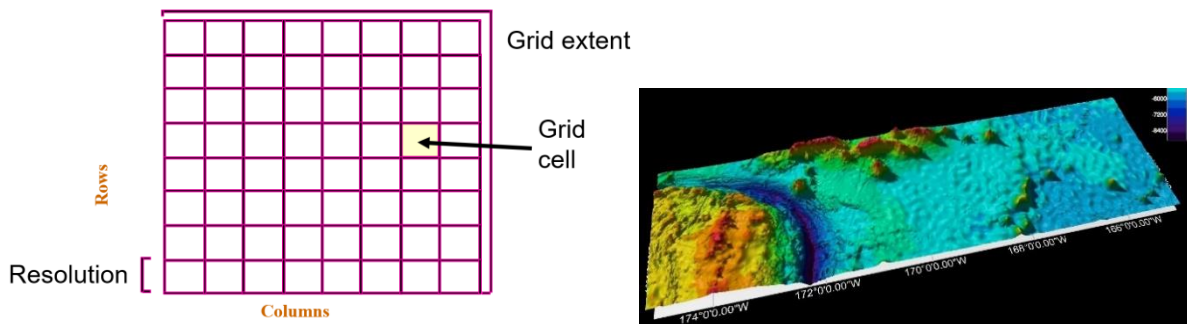 Grid extent
Grid
cell
Rows
Resolution
Columns
-6000
-7200
-8400
174°0'0.00"W
172°0'0.00"W
170°0'0.00"W
168°0'0.00"W
166°0'0.00"W